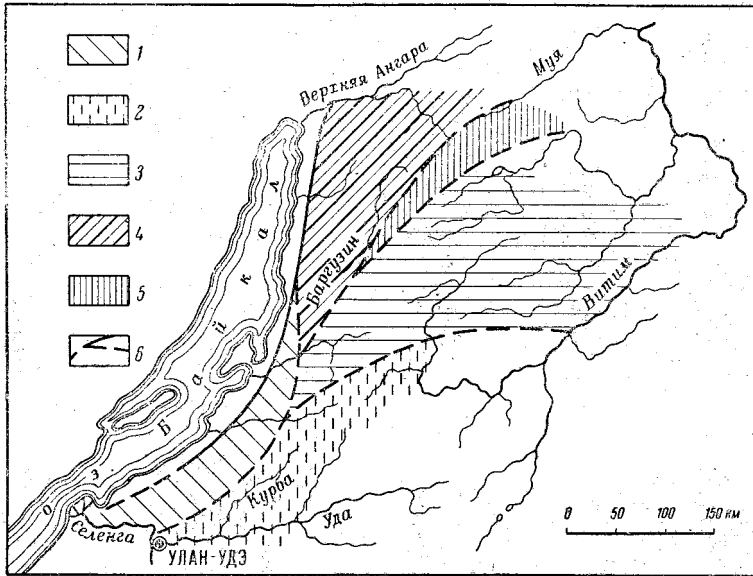 1
2
3
4
5
6
Верхняя Ангара
Муя
Баргузин
Витим
оз. Байкал
Курба
Уда
Селенга
УЛАН-УДЭ
0 50 100 150 км